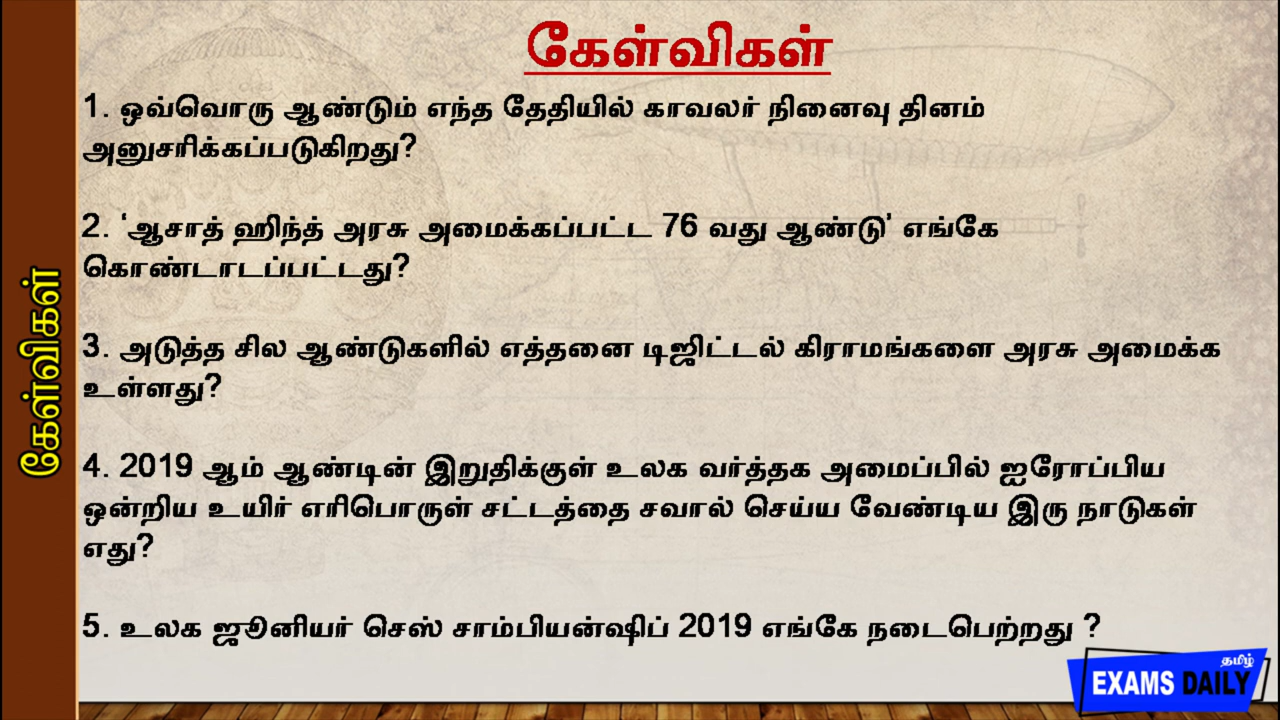 கேள்விகள்
கேள்விகள்
1. ஒவ்வொரு ஆண்டும் எந்த தேதியில் காவலர் நினைவு தினம்
அனுசரிக்கப்படுகிறது?
2. ‘ஆசாத் ஹிந்த் அரசு அமைக்கப்பட்ட 76 வது ஆண்டு’ எங்கே
கொண்டாடப்பட்டது?
3. அடுத்த சில ஆண்டுகளில் எத்தனை டிஜிட்டல் கிராமங்களை அரசு அமைக்க
உள்ளது?
4. 2019 ஆம் ஆண்டின் இறுதிக்குள் உலக வர்த்தக அமைப்பில் ஐரோப்பிய
ஒன்றிய உயிர் எரிபொருள் சட்டத்தை சவால் செய்ய வேண்டிய இரு நாடுகள்
எது?
5. உலக ஜூனியர் செஸ் சாம்பியன்ஷிப் 2019 எங்கே நடைபெற்றது ?
தமிழ்
EXAMS DAILY